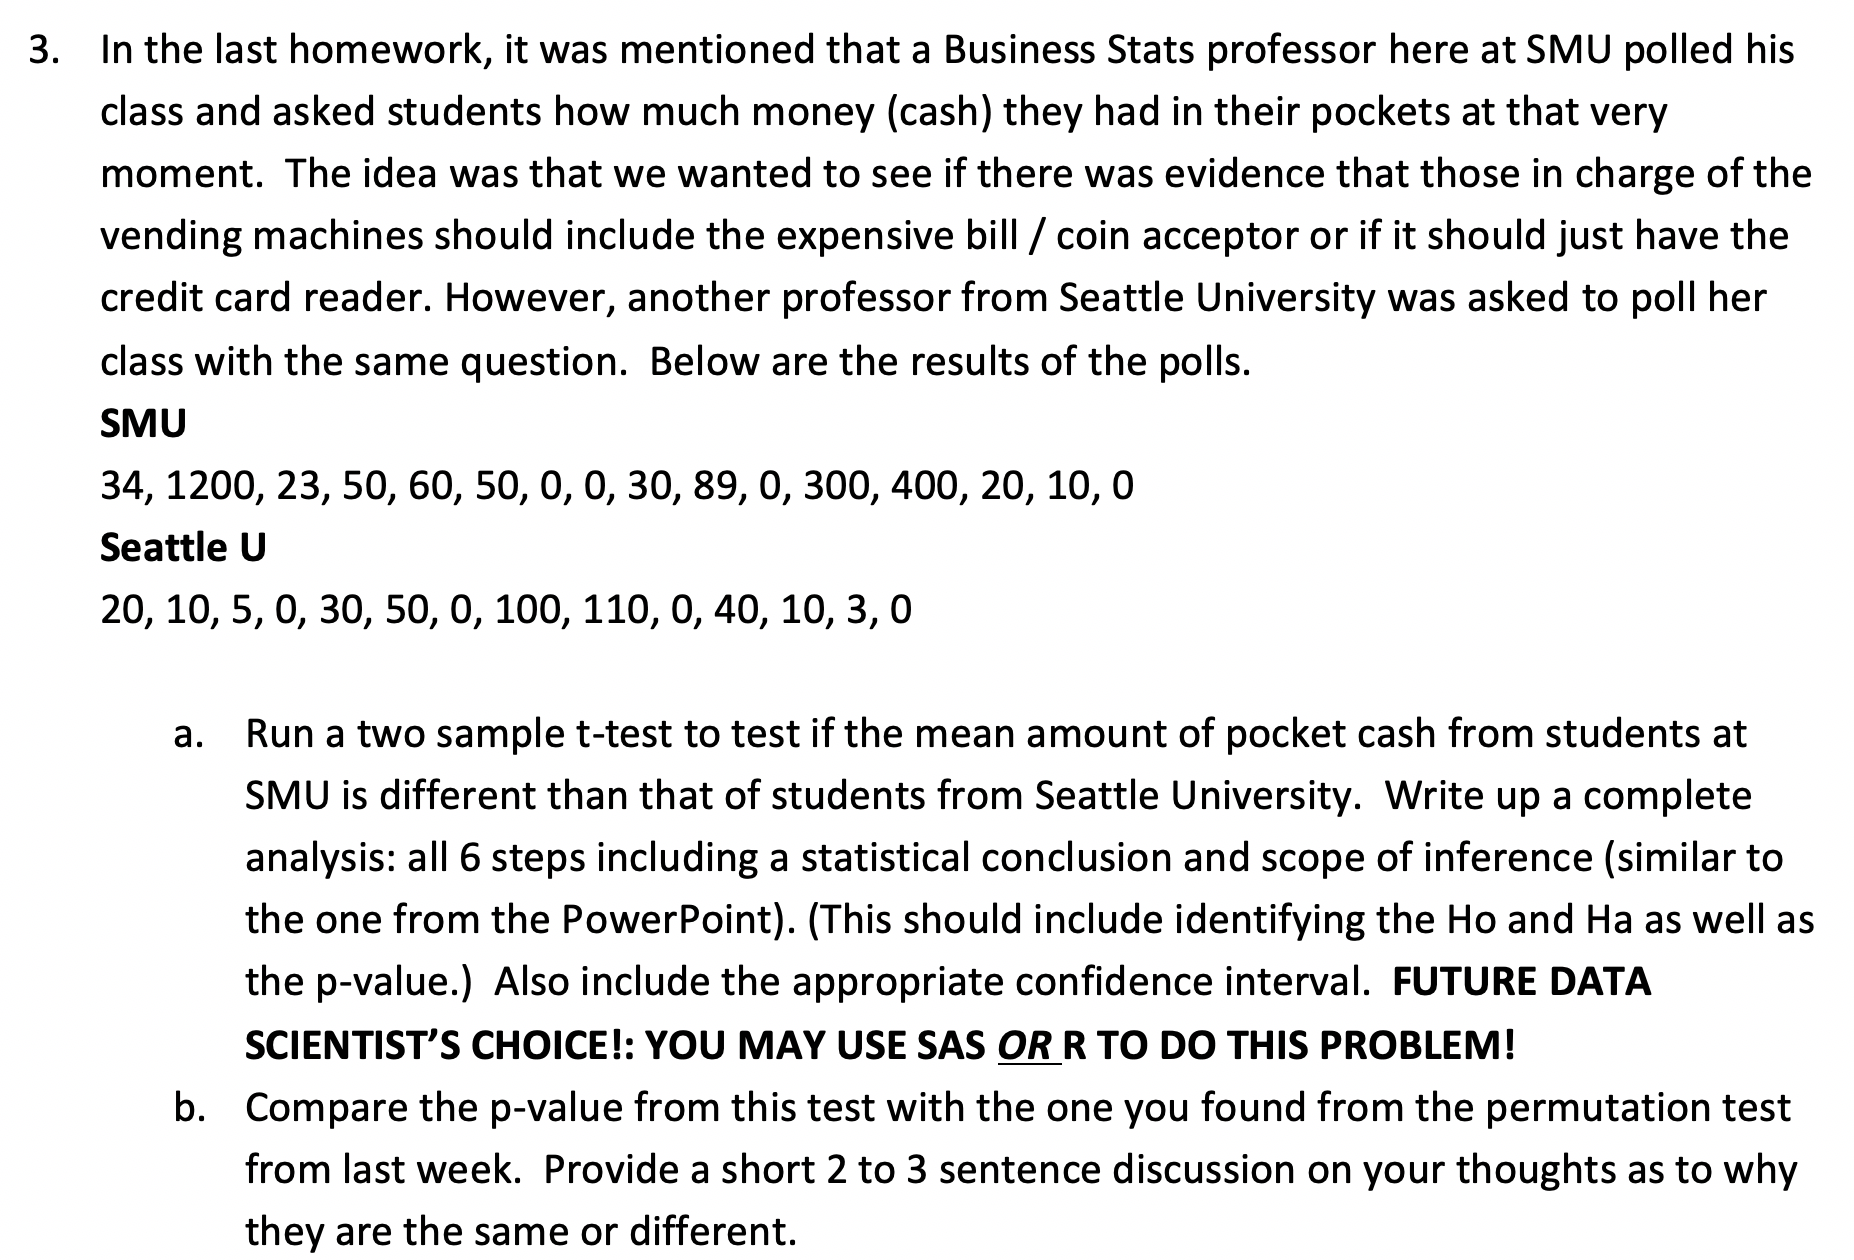 3. In the last homework, it was mentioned that a Business Stats professor here at SMU polled his
class and asked students how much money (cash) they had in their pockets at that very
moment.  The idea was that we wanted to see if there was evidence that those in charge of the
vending machines should include the expensive bill / coin acceptor or if it should just have the
credit card reader. However, another professor from Seattle University was asked to poll her
class with the same question.  Below are the results of the polls.
SMU
34, 1200, 23, 50, 60, 50, 0, 0, 30, 89, 0, 300, 400, 20, 10, 0
Seattle U
20, 10, 5, 0, 30, 50, 0, 100, 110, 0, 40, 10, 3, 0
a. Run a two sample t-test to test if the mean amount of pocket cash from students at
SMU is different than that of students from Seattle University.  Write up a complete
analysis: all 6 steps including a statistical conclusion and scope of inference (similar to
the one from the PowerPoint). (This should include identifying the Ho and Ha as well as
the p-value.)  Also include the appropriate confidence interval.  FUTURE DATA
SCIENTIST’S CHOICE!: YOU MAY USE SAS OR R TO DO THIS PROBLEM!
b. Compare the p-value from this test with the one you found from the permutation test
from last week.  Provide a short 2 to 3 sentence discussion on your thoughts as to why
they are the same or different.